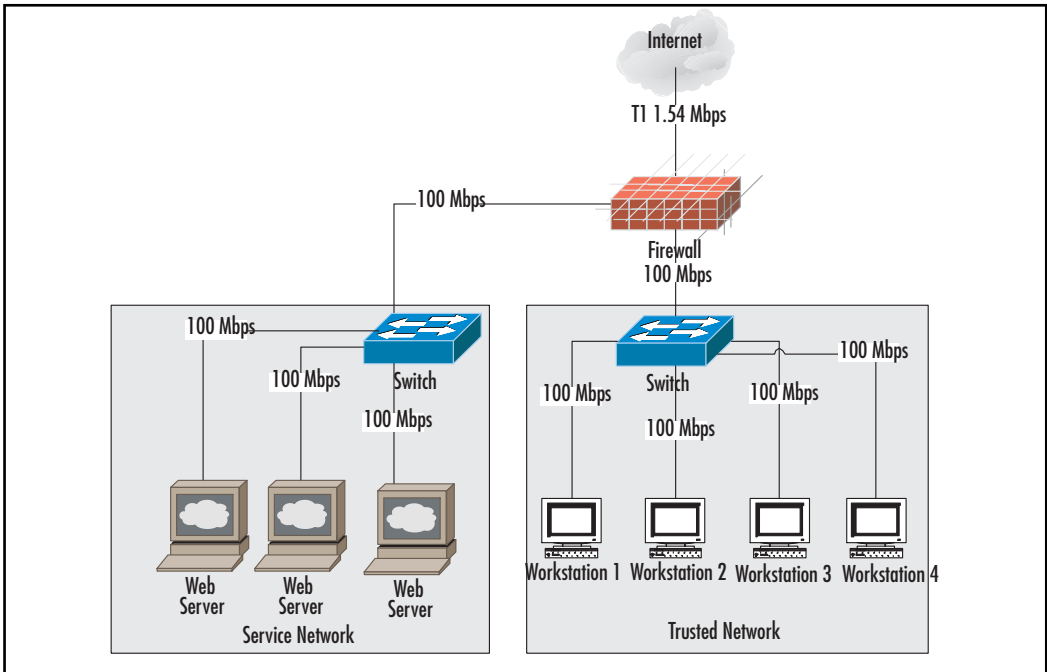 Internet
T1 1.54 Mbps
100 Mbps
Firewall
100 Mbps
100 Mbps
100 Mbps
100 Mbps
Switch
Web
Server
Web
Server
Web
Server
Service Network
100 Mbps
100 Mbps
100 Mbps
100 Mbps
Switch
Workstation 1
Workstation 2
Workstation 3
Workstation 4
Trusted Network